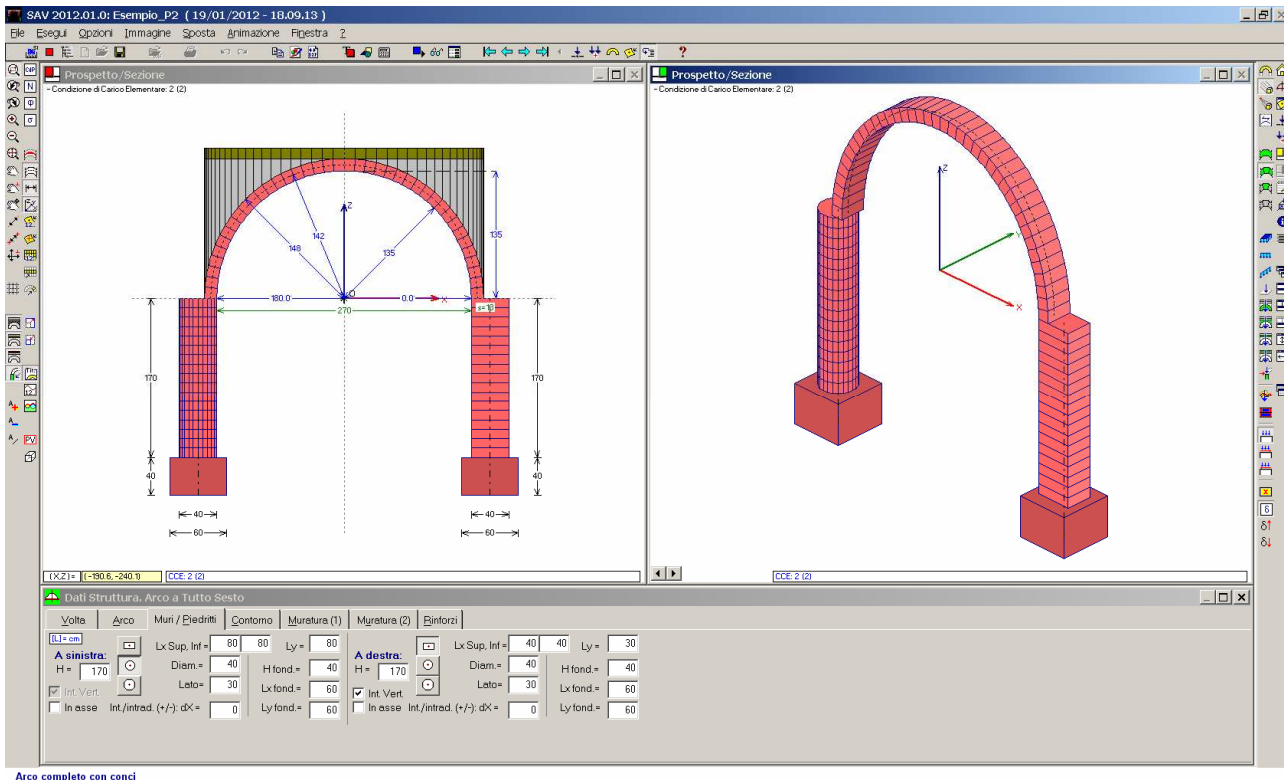 SAV 2012.01.0: Esempio_P2 ( 19/01/2012 - 18.09.13 )
File Esegui Opzioni Immagine Sposta Animazione Finestra ?
Prospetto/Sezione
- Condizione di Carico Elementare: 2 (2)
Z
135
142
148
135
O
180.0
0.0
X
270
s=18
170
170
40
40
40
40
60
60
(X,Z) = (-190.6, -240.1) CCE: 2 (2)
Prospetto/Sezione
- Condizione di Carico Elementare: 2 (2)
Z
Y
X
CCE: 2 (2)
N
φ
σ
PV
6
δ↑
δ↓
Dati Struttura. Arco a Tutto Sesto
Volta Arco Muri / Piedritti Contorno Muratura (1) Muratura (2) Rinforzi
[L] = cm
A sinistra:
H = 170
Int. Vert.
In asse
Lx Sup, Inf = 80 80 Ly = 80
Diam.= 40 H fond.= 40
Lato= 30 Lx fond.= 60
Int./intrad. (+/-): dX = 0 Ly fond.= 60
A destra:
H = 170
Int. Vert
In asse
Lx Sup, Inf = 40 40 Ly = 30
Diam.= 40 H fond.= 40
Lato= 30 Lx fond.= 60
Int./intrad. (+/-): dX = 0 Ly fond.= 60
Arco completo con conci